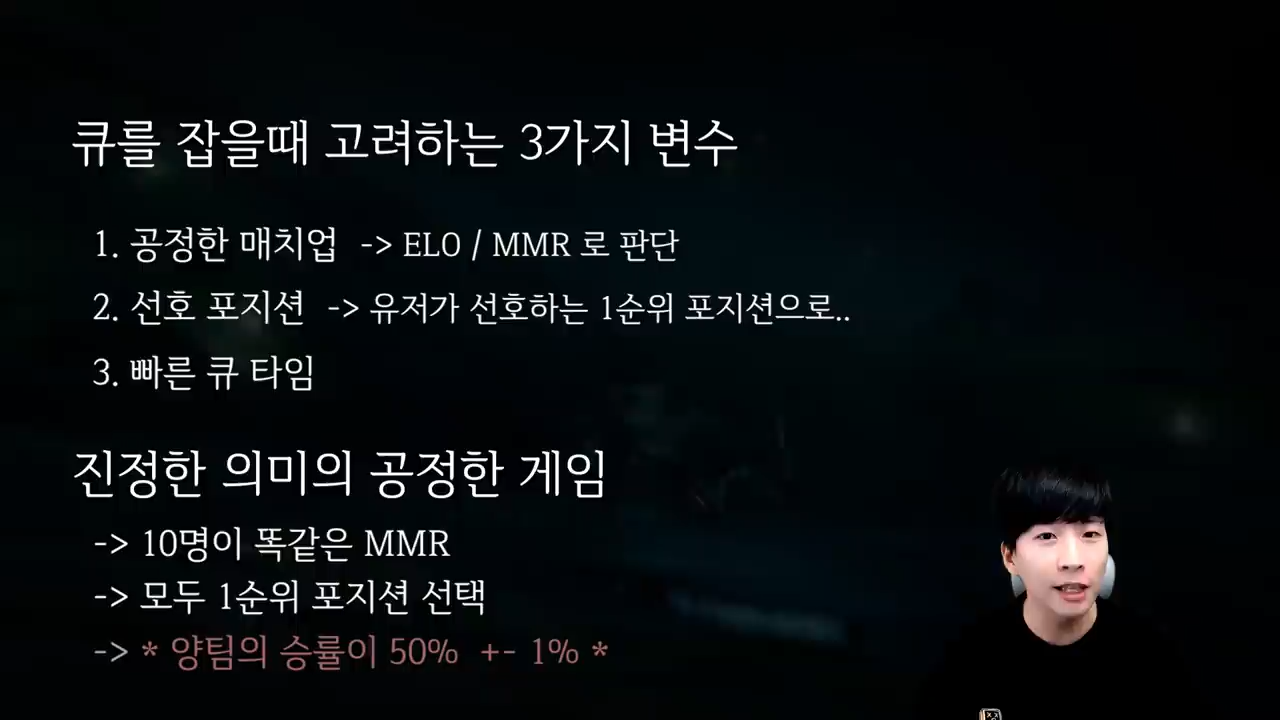 큐를 잡을때 고려하는 3가지 변수
1. 공정한 매치업 -> ELO / MMR 로 판단
2. 선호 포지션 -> 유저가 선호하는 1순위 포지션으로..
3. 빠른 큐 타임
진정한 의미의 공정한 게임
-> 10명이 똑같은 MMR
-> 모두 1순위 포지션 선택
-> * 양팀의 승률이 50% +- 1% *